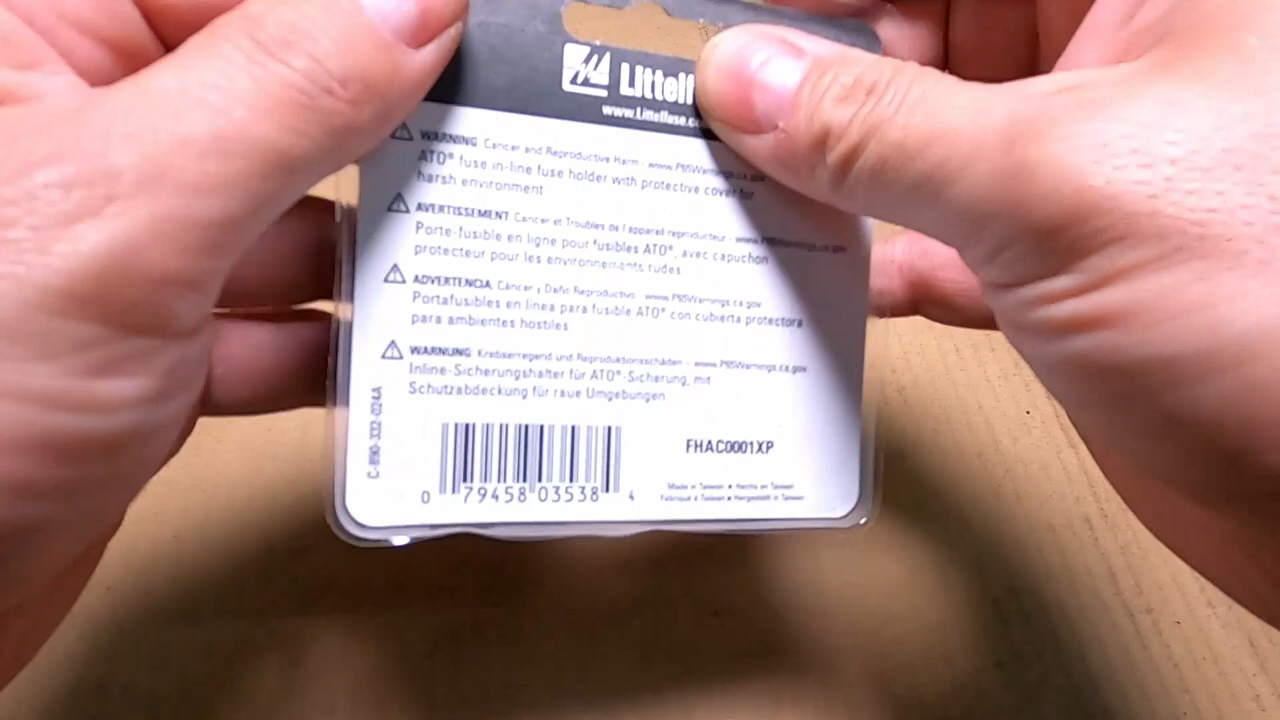 Littelf
www.Littelfuse.c
WARNING Cancer and Reproductive Harm - www.P65Warnings.ca.gov
ATO® fuse in-line fuse holder with protective cover for
harsh environment
AVERTISSEMENT Cancer et Troubles de l'appareil reproducteur - www.P65Warnings.ca.gov
Porte-fusible en ligne pour fusibles ATO®, avec capuchon
protecteur pour les environnements rudes
ADVERTENCIA Cáncer y Daño Reproductivo - www.P65Warnings.ca.gov
Portafusibles en línea para fusible ATO® con cubierta protectora
para ambientes hostiles
WARNUNG Krebserregend und Reproduktionsschäden - www.P65Warnings.ca.gov
Inline-Sicherungshalter für ATO®-Sicherung, mit
Schutzabdeckung für raue Umgebungen
C-890-332-024A
FHAC0001XP
0 79458 03538 4
Made in Taiwan • Hecho en Taiwan
Fabriqué à Taiwan • Hergestellt in Taiwan